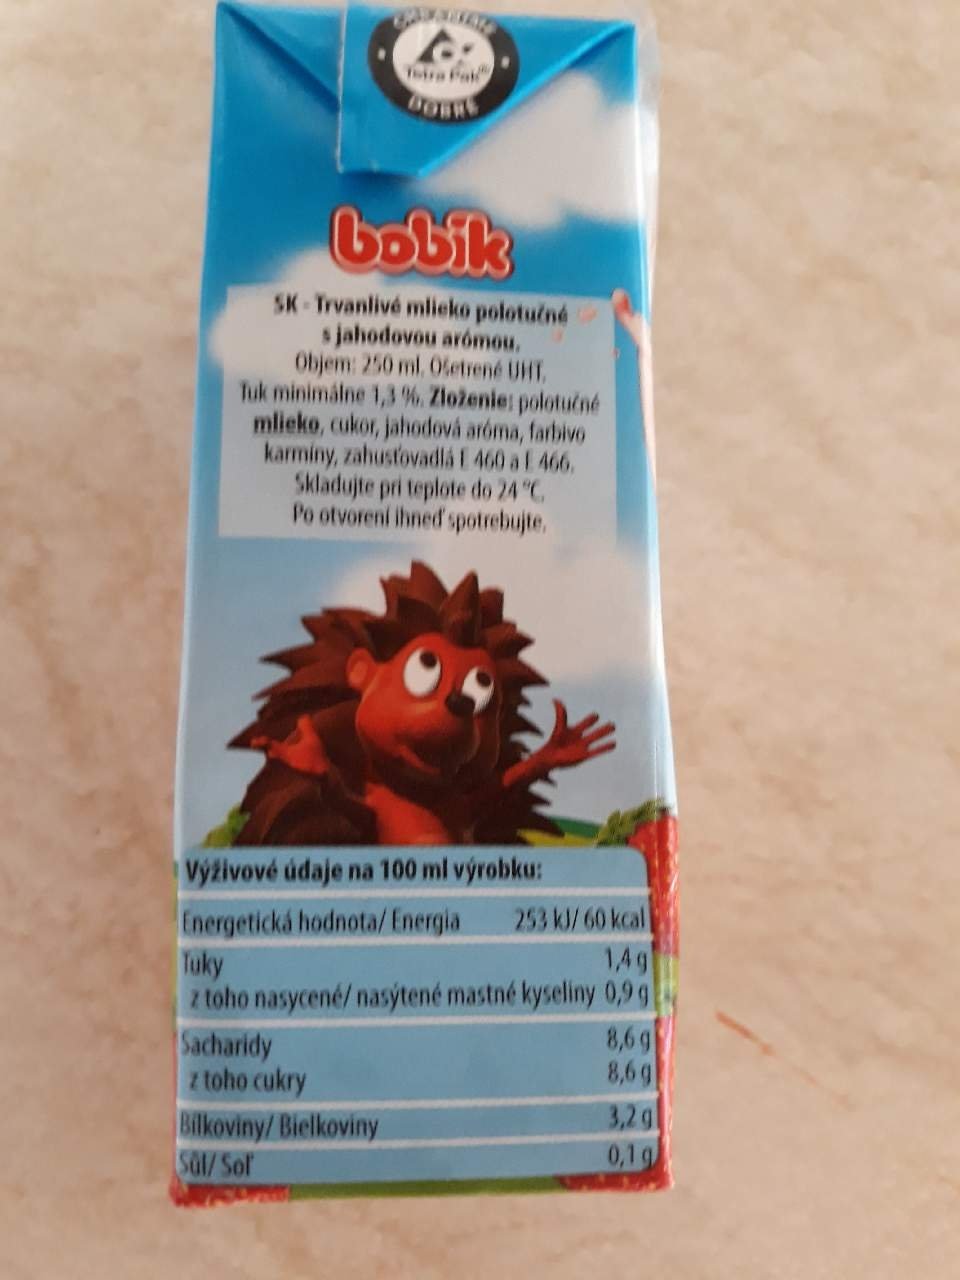 CHRÁNÍME
Tetra Pak®
DOBRÉ
bobík
SK - Trvanlivé mlieko polotučné
s jahodovou arómou.
Objem: 250 ml. Ošetrené UHT.
Tuk minimálne 1,3 %. Zloženie: polotučné
mlieko, cukor, jahodová aróma, farbivo
karmíny, zahusťovadlá E 460 a E 466.
Skladujte pri teplote do 24 °C.
Po otvorení ihneď spotrebujte.
Výživové údaje na 100 ml výrobku:
Energetická hodnota/ Energia 253 kJ/ 60 kcal
Tuky 1,4 g
z toho nasycené/ nasýtené mastné kyseliny 0,9 g
Sacharidy 8,6 g
z toho cukry 8,6 g
Bílkoviny/ Bielkoviny 3,2 g
Sůl/ Soľ 0,1 g